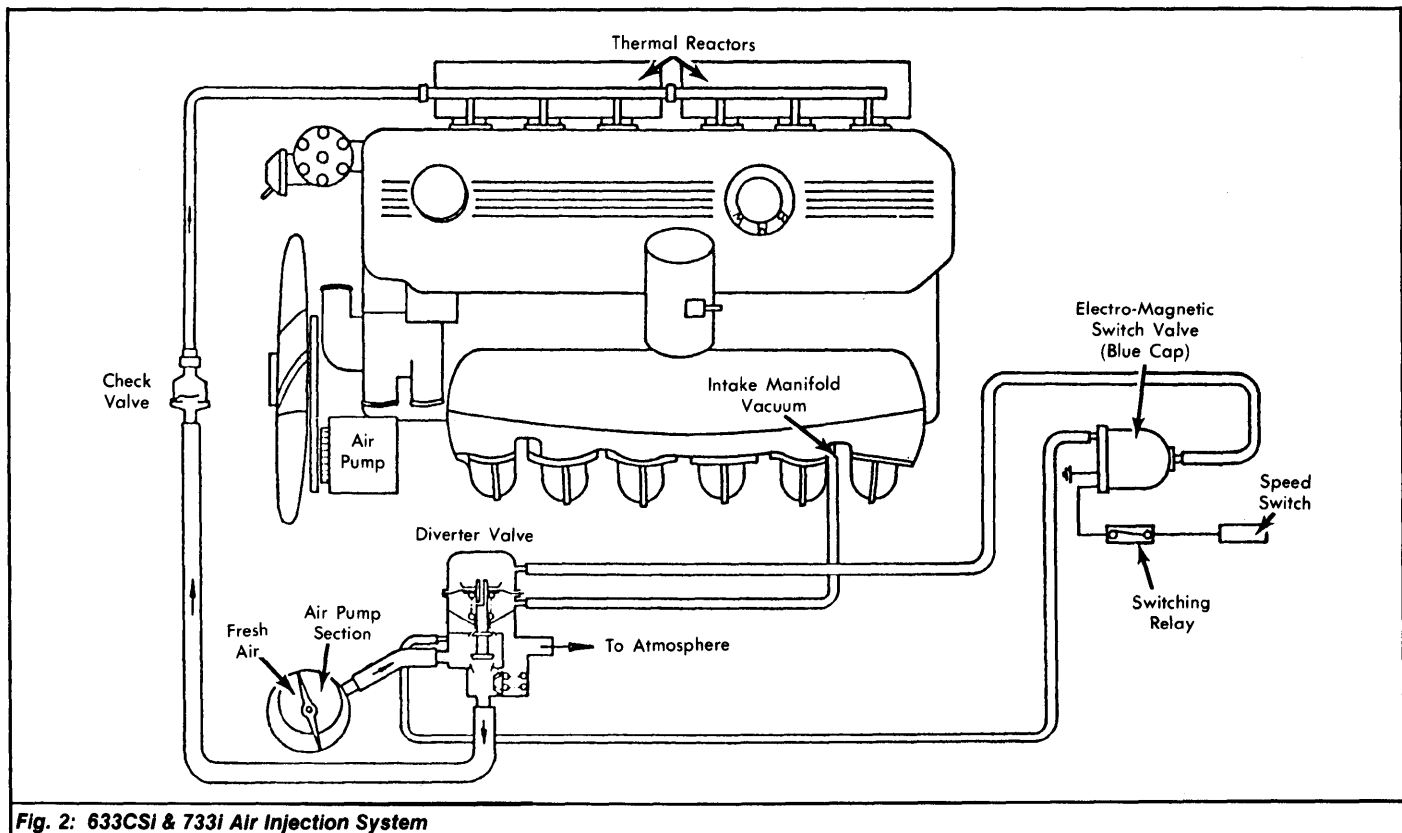 Thermal Reactors
Electro-Magnetic
Switch Valve
(Blue Cap)
Check
Valve
Intake Manifold
Vacuum
Air
Pump
Speed
Switch
Diverter Valve
Switching
Relay
Air Pump
Section
Fresh
Air
To Atmosphere
Fig. 2: 633CSi & 733i Air Injection System